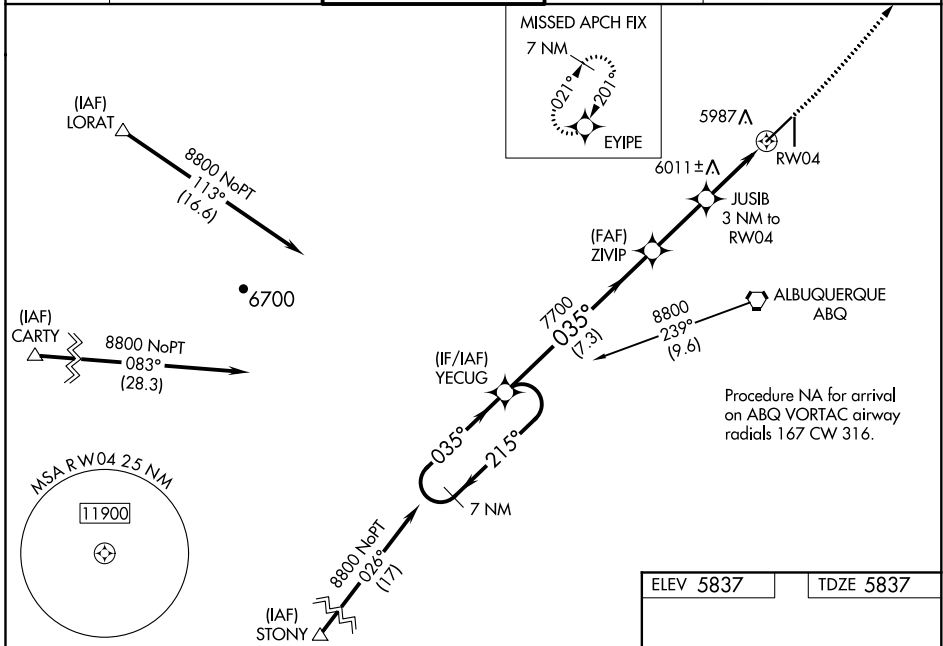 MISSED APCH FIX
7 NM
021°
201°
EYIPE
(IAF)
LORAT
8800 NoPT
113°
(16.6)
5987
RW04
6011±
JUSIB
3 NM to
RW04
(FAF)
ZIVIP
6700
ALBUQUERQUE
ABQ
8800
239°
(9.6)
7700
035°
(7.3)
(IAF)
CARTY
8800 NoPT
083°
(28.3)
(IF/IAF)
YECUG
Procedure NA for arrival
on ABQ VORTAC airway
radials 167 CW 316.
035°
215°
7 NM
MSA RW04 25 NM
11900
8800 NoPT
026°
(17)
(IAF)
STONY
ELEV 5837
TDZE 5837